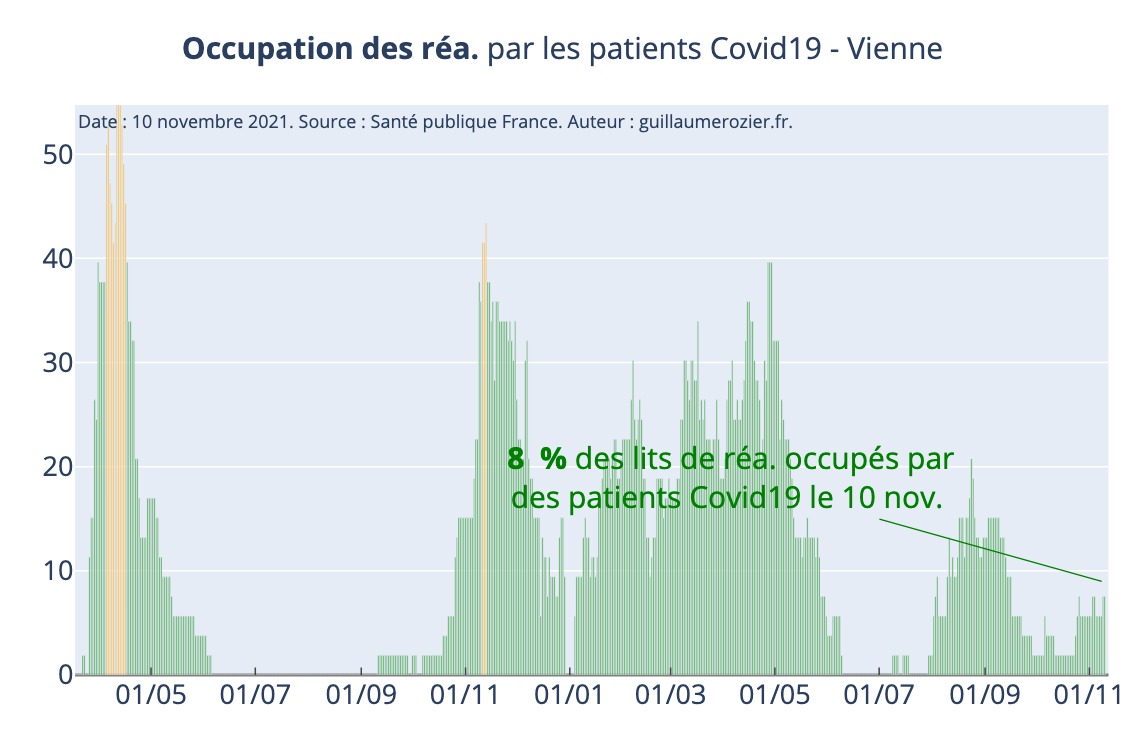 Occupation des réa. par les patients Covid19 - Vienne
Date : 10 novembre 2021. Source : Santé publique France. Auteur : guillaumerozier.fr.
50
40
30
20
10
0
8 % des lits de réa. occupés par
des patients Covid19 le 10 nov.
01/05 01/07 01/09 01/11 01/01 01/03 01/05 01/07 01/09 01/11